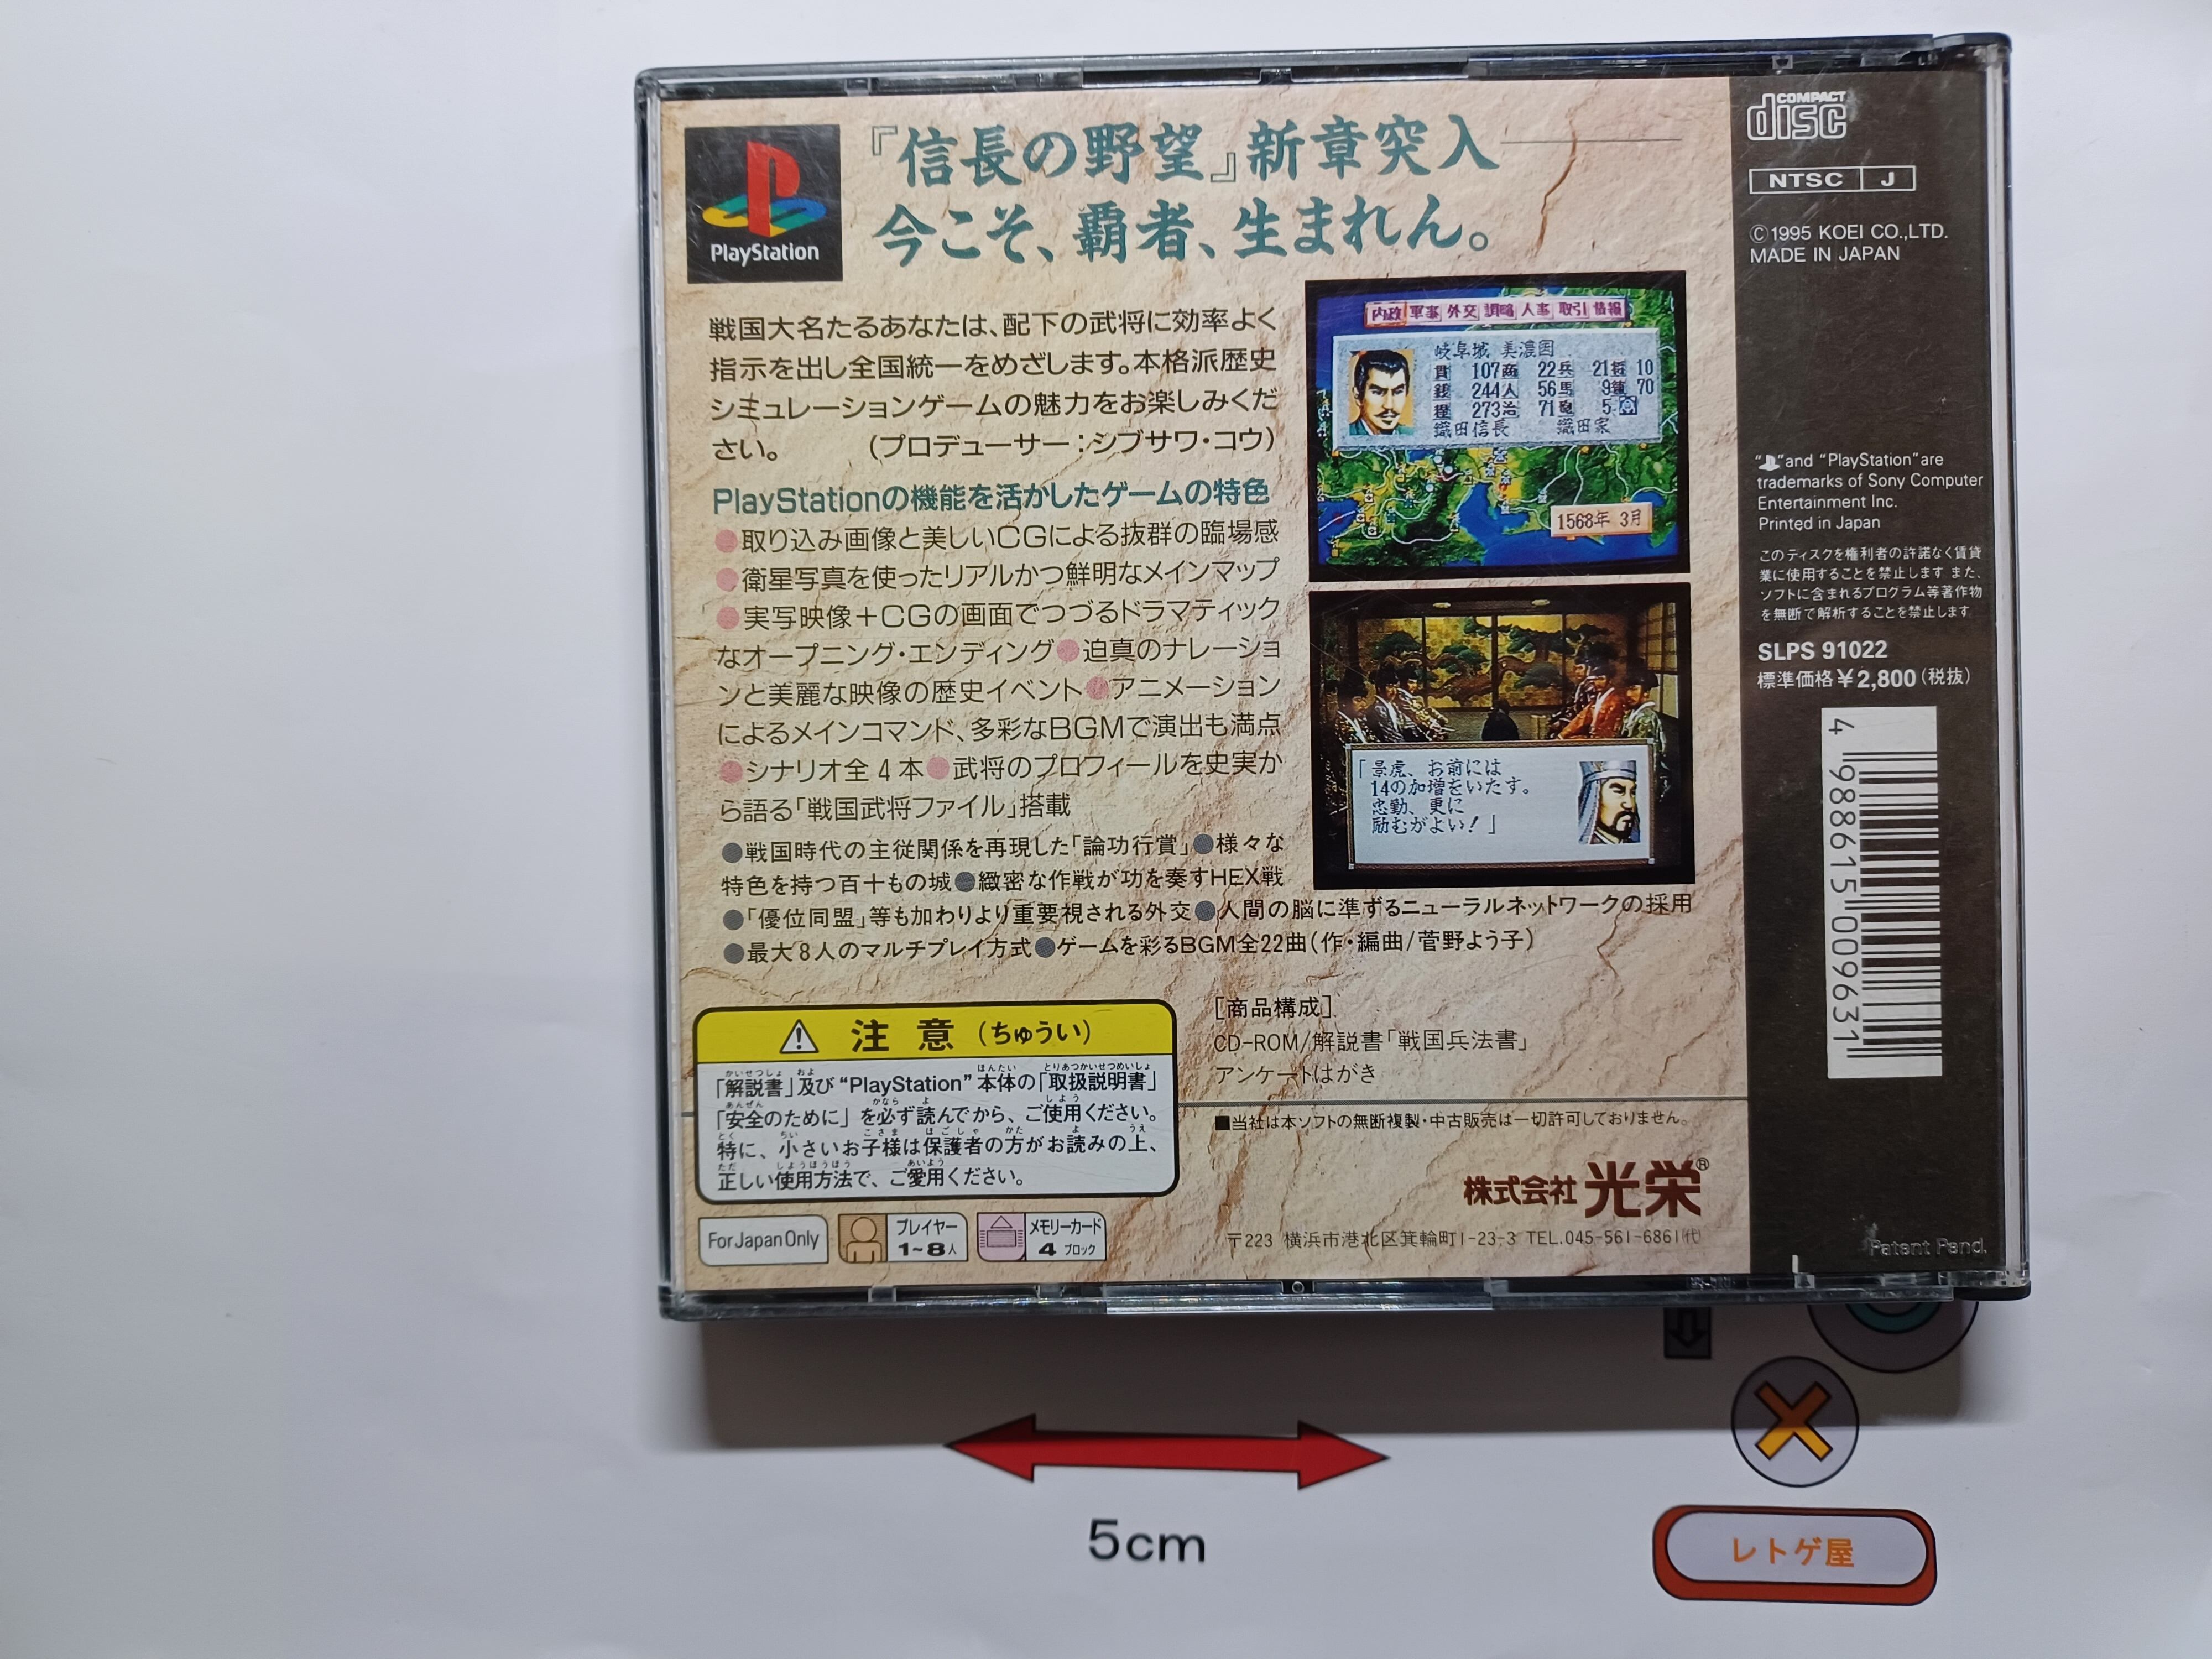 PlayStation
『信長の野望』新章突入
今こそ、覇者、生まれん。
戦国大名たるあなたは、配下の武将に効率よく
指示を出し全国統一をめざします。本格派歴史
シミュレーションゲームの魅力をお楽しみくだ
さい。 (プロデューサー:シブサワ・コウ)
PlayStationの機能を活かしたゲームの特色
●取り込み画像と美しいCGによる抜群の臨場感
●衛星写真を使ったリアルかつ鮮明なメインマップ
●実写映像+CGの画面でつづるドラマティック
なオープニング・エンディング●迫真のナレーショ
ンと美麗な映像の歴史イベント●アニメーション
によるメインコマンド、多彩なBGMで演出も満点
●シナリオ全4本●武将のプロフィールを史実か
ら語る「戦国武将ファイル」搭載
●戦国時代の主従関係を再現した「論功行賞」●様々な
特色を持つ百十もの城●緻密な作戦が功を奏すHEX戦
●「優位同盟」等も加わりより重要視される外交●人間の脳に準ずるニューラルネットワークの採用
●最大8人のマルチプレイ方式●ゲームを彩るBGM全22曲(作・編曲/菅野よう子)
内政 軍事 外交 調略 人事 取引 情報
岐阜城 美濃国
107商 22兵 21 10
244人 56馬 9 70
273治 71 5
織田信長 織田家
1568年 3月
「景虎、お前には
14の加増をいたす。
忠勤、更に
励むがよい!」
注意(ちゅうい)
「解説書」及び“PlayStation”本体の「取扱説明書」
「安全のために」を必ず読んでから、ご使用ください。
特に、小さいお子様は保護者の方がお読みの上、
正しい使用方法で、ご愛用ください。
For Japan Only
プレイヤー
1~8人
メモリーカード
4 ブロック
[商品構成]
CD-ROM/解説書「戦国兵法書」
アンケートはがき
■当社は本ソフトの無断複製・中古販売は一切許可しておりません。
株式会社 光栄®
〒223 横浜市港北区箕輪町1-23-3 TEL.045-561-6861(代)
COMPACT
disc
NTSC J
©1995 KOEI CO.,LTD.
MADE IN JAPAN
“ ”and “PlayStation”are
trademarks of Sony Computer
Entertainment Inc.
Printed in Japan
このディスクを権利者の許諾なく賃貸
業に使用することを禁止します また、
ソフトに含まれるプログラム等著作物
を無断で解析することを禁止します
SLPS 91022
標準価格¥2,800(税抜)
4 988615 009631
Patent Pend.
5cm
レトゲ屋